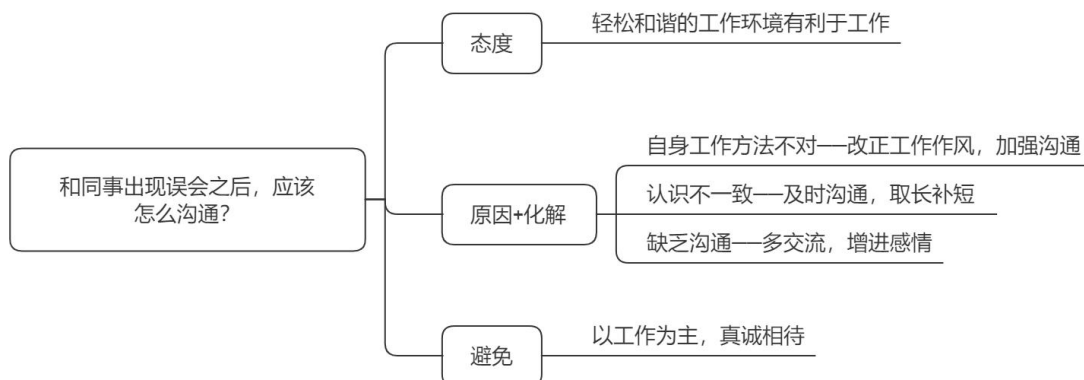 和同事出现误会之后，应该
怎么沟通？
态度
轻松和谐的工作环境有利于工作
原因+化解
自身工作方法不对——改正工作作风，加强沟通
认识不一致——及时沟通，取长补短
缺乏沟通——多交流，增进感情
避免
以工作为主，真诚相待